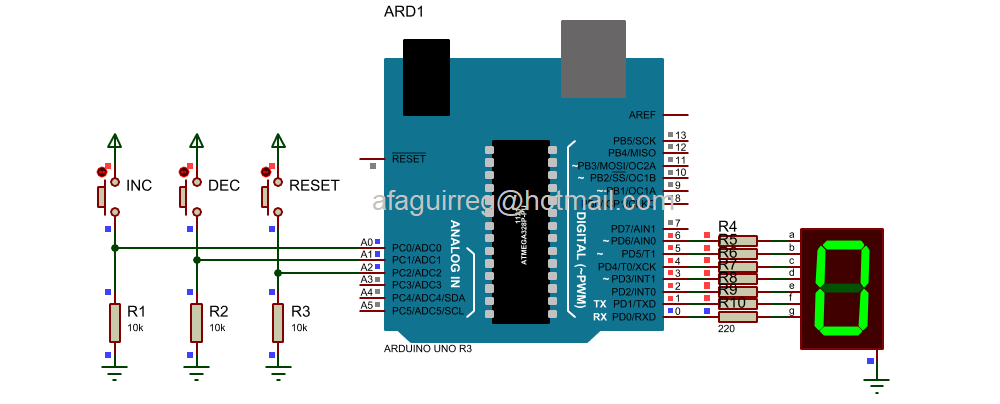 ARD1
INC
DEC
RESET
R1
10k
R2
10k
R3
10k
RESET
A0 PC0/ADC0
A1 PC1/ADC1
A2 PC2/ADC2
A3 PC3/ADC3
A4 PC4/ADC4/SDA
A5 PC5/ADC5/SCL
ANALOG IN
ARDUINO UNO R3
ATMEGA328P-PU
1121
DIGITAL (~PWM)
AREF
PB5/SCK 13
PB4/MISO 12
~PB3/MOSI/OC2A 11
~PB2/SS/OC1B 10
~PB1/OC1A 9
8
PD7/AIN1 7
~PD6/AIN0 6
~PD5/T1 5
PD4/T0/XCK 4
~PD3/INT1 3
PD2/INT0 2
TX PD1/TXD 1
RX PD0/RXD 0
afaguirreg@hotmail.com
R4
R5
R6
R7
R8
R9
R10
220
a
b
c
d
e
f
g
0